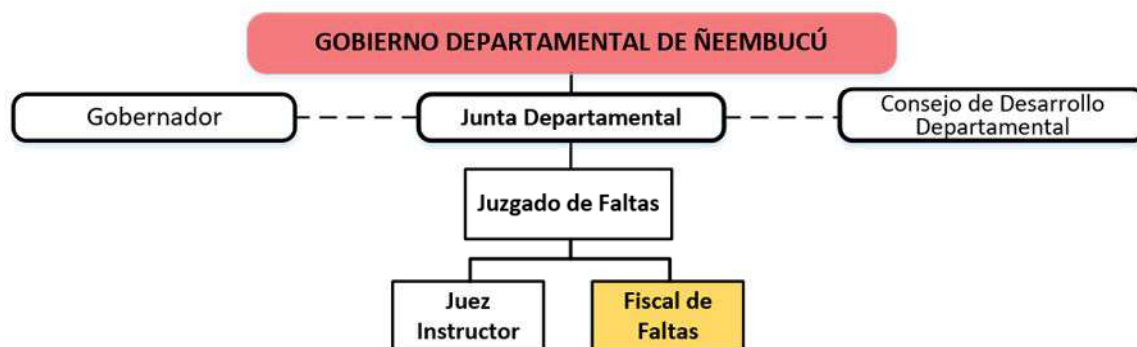 GOBIERNO DEPARTAMENTAL DE ÑEEMBUCÚ
Gobernador
Junta Departamental
Consejo de Desarrollo
Departamental
Juzgado de Faltas
Juez
Instructor
Fiscal de
Faltas